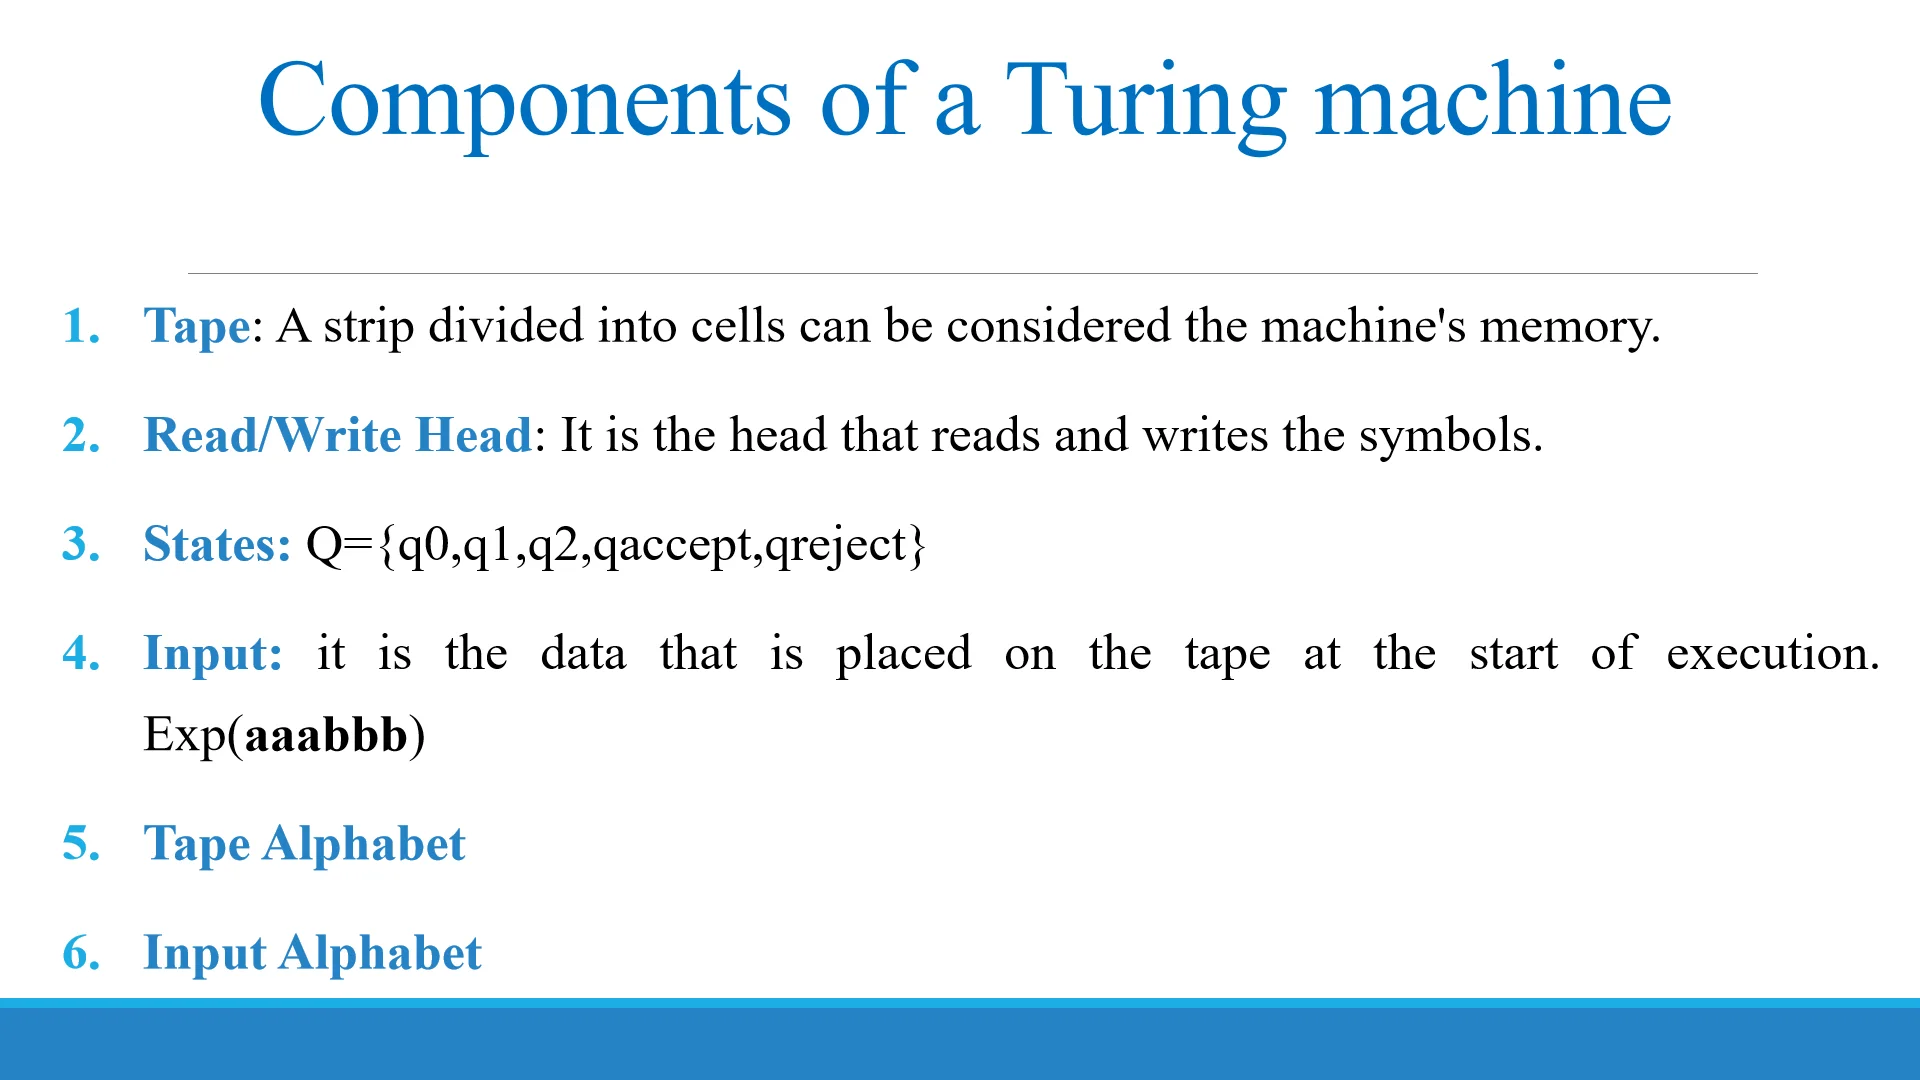 Components of a Turing machine
1. Tape: A strip divided into cells can be considered the machine's memory.
2. Read/Write Head: It is the head that reads and writes the symbols.
3. States: Q={q0,q1,q2,qaccept,qreject}
4. Input: it is the data that is placed on the tape at the start of execution.
Exp(aaabbb)
5. Tape Alphabet
6. Input Alphabet